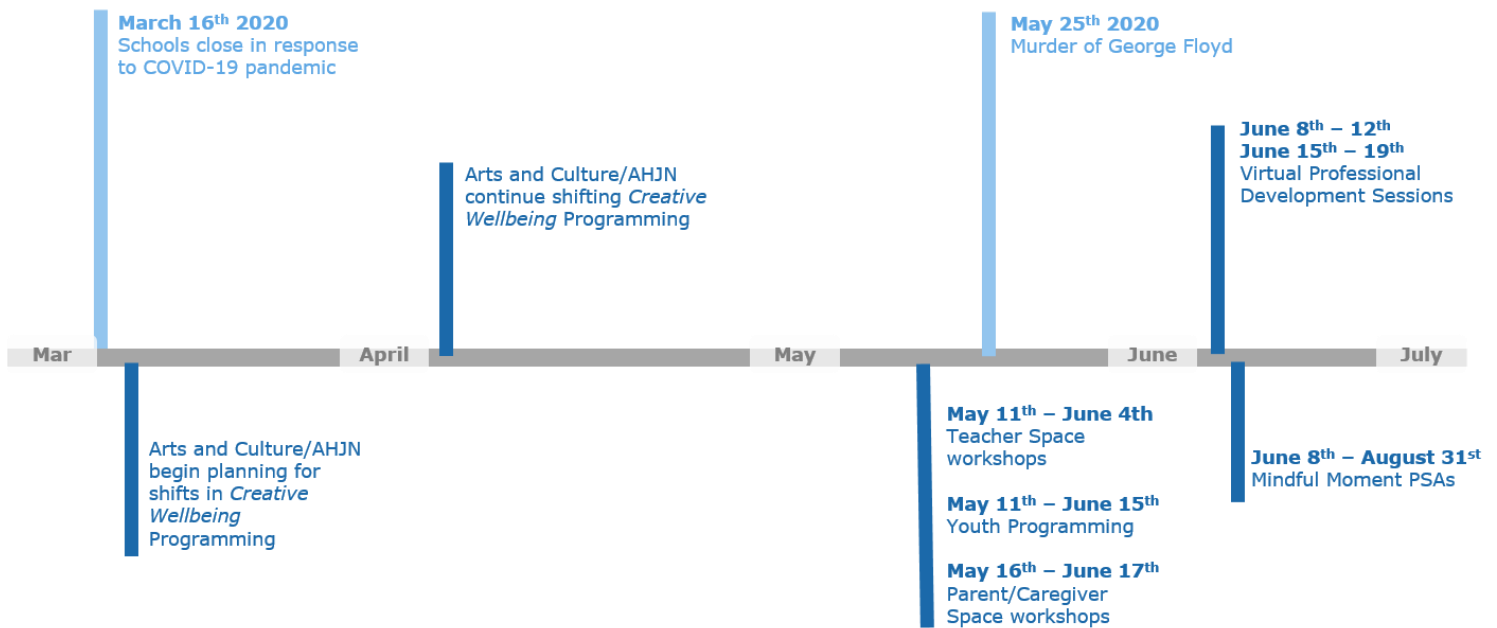 March 16th 2020
Schools close in response
to COVID-19 pandemic
May 25th 2020
Murder of George Floyd
June 8th – 12th
June 15th – 19th
Virtual Professional
Development Sessions
Arts and Culture/AHJN
continue shifting Creative
Wellbeing Programming
Mar
April
May
June
July
Arts and Culture/AHJN
begin planning for
shifts in Creative
Wellbeing
Programming
May 11th – June 4th
Teacher Space
workshops
May 11th – June 15th
Youth Programming
May 16th – June 17th
Parent/Caregiver
Space workshops
June 8th – August 31st
Mindful Moment PSAs